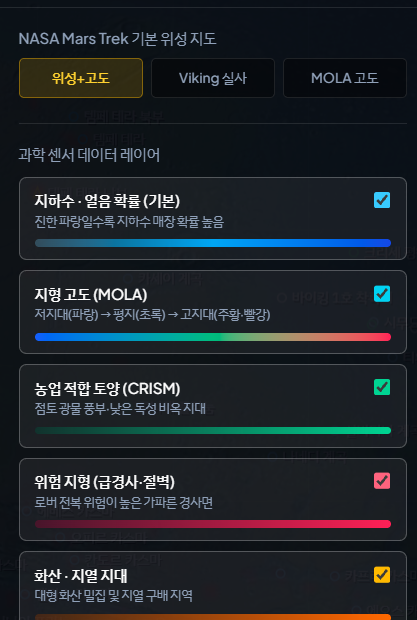 NASA Mars Trek 기본 위성 지도
위성+고도
Viking 실사
MOLA 고도
과학 센서 데이터 레이어
지하수 · 얼음 확률 (기본)
진한 파랑일수록 지하수 매장 확률 높음
지형 고도 (MOLA)
저지대(파랑) → 평지(초록) → 고지대(주황·빨강)
농업 적합 토양 (CRISM)
점토 광물 풍부·낮은 독성 비옥 지대
위험 지형 (급경사·절벽)
로버 전복 위험이 높은 가파른 경사면
화산 · 지열 지대
대형 화산 밀집 및 지열 구배 지역